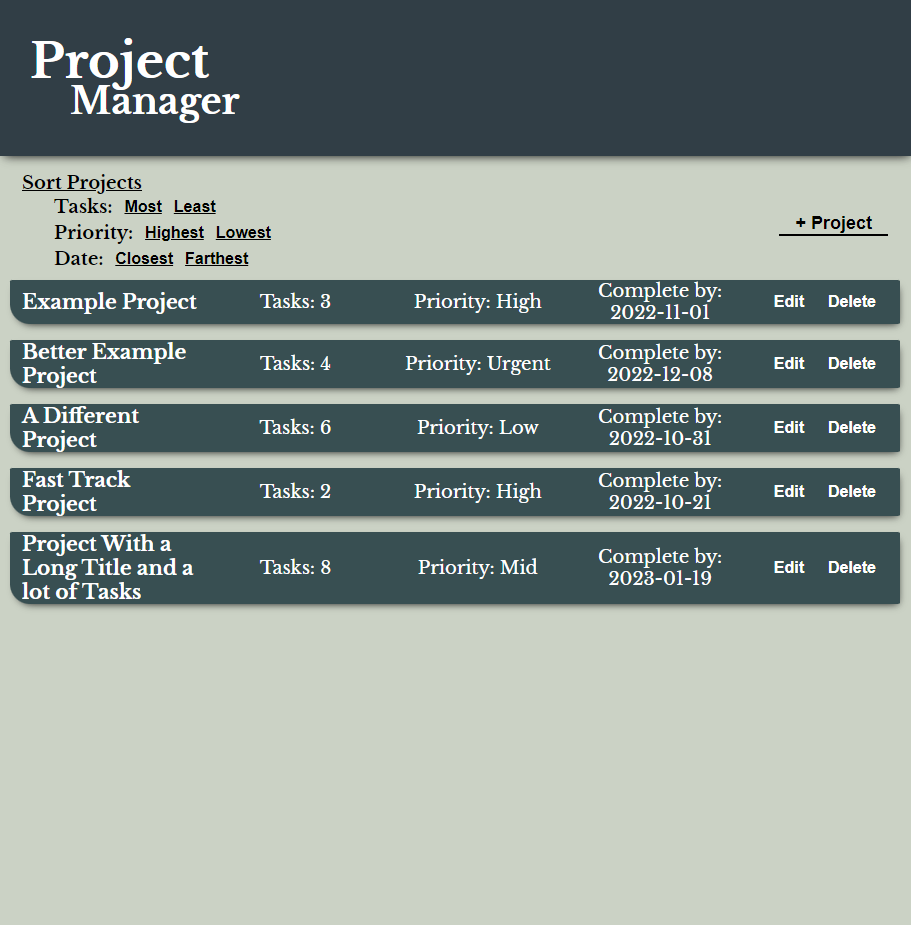 Project
Manager
Sort Projects
Tasks: Most Least
Priority: Highest Lowest
Date: Closest Farthest
+ Project
Example Project
Tasks: 3
Priority: High
Complete by:
2022-11-01
Edit Delete
Better Example
Project
Tasks: 4
Priority: Urgent
Complete by:
2022-12-08
Edit Delete
A Different
Project
Tasks: 6
Priority: Low
Complete by:
2022-10-31
Edit Delete
Fast Track
Project
Tasks: 2
Priority: High
Complete by:
2022-10-21
Edit Delete
Project With a
Long Title and a
lot of Tasks
Tasks: 8
Priority: Mid
Complete by:
2023-01-19
Edit Delete